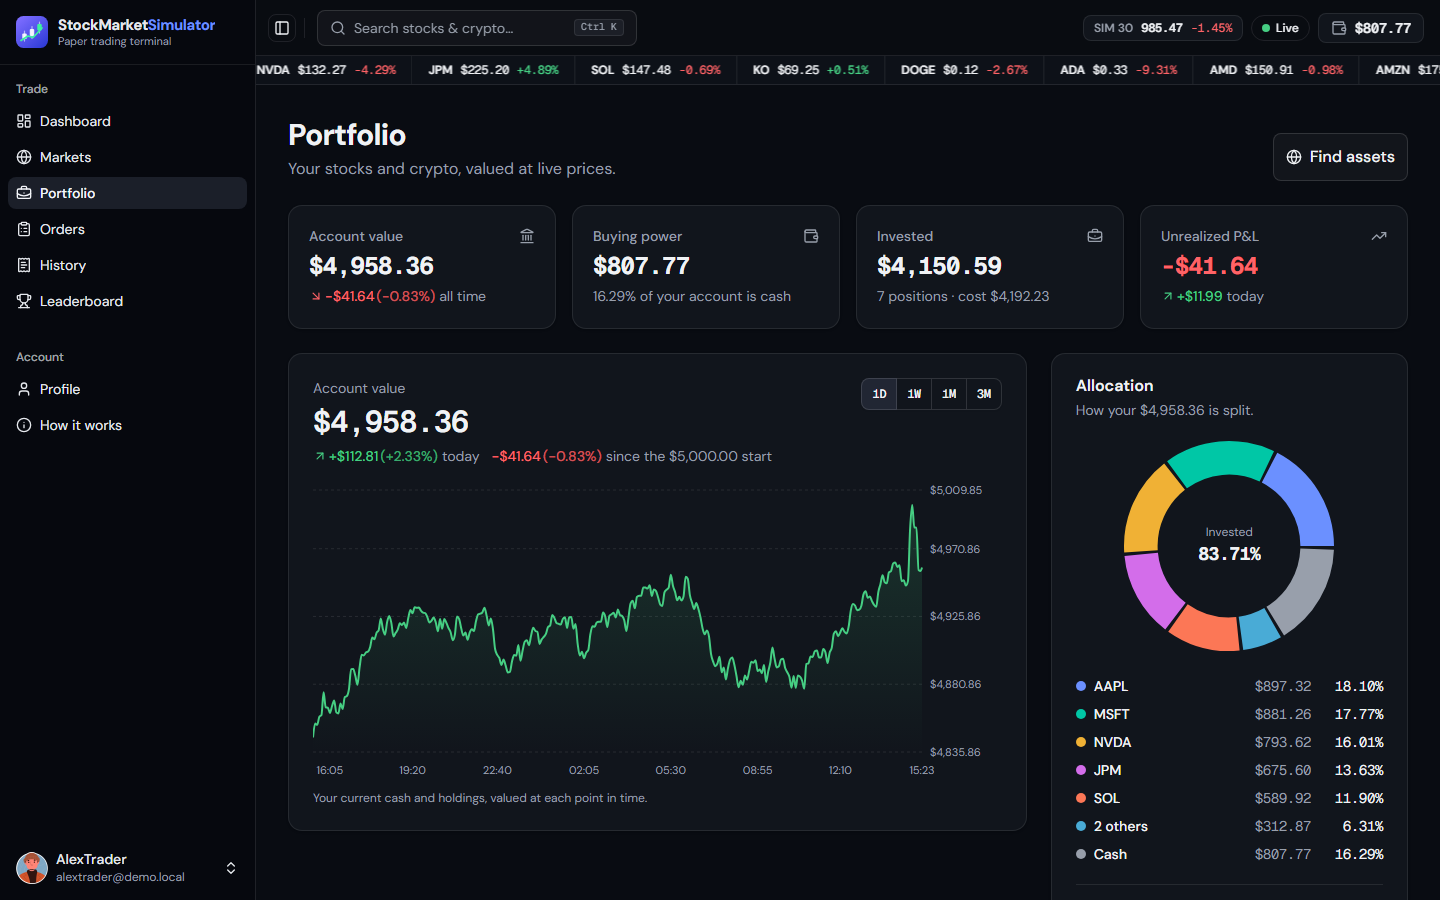 StockMarketSimulator
Paper trading terminal
Search stocks & crypto...
Ctrl K
SIM 30 985.47 -1.45%
Live
$807.77
NVDA $132.27 -4.29%
JPM $225.20 +4.89%
SOL $147.48 -0.69%
KO $69.25 +0.51%
DOGE $0.12 -2.67%
ADA $0.33 -9.31%
AMD $150.91 -0.98%
AMZN
Trade
Dashboard
Markets
Portfolio
Orders
History
Leaderboard
Account
Profile
How it works
AlexTrader
alextrader@demo.local
Portfolio
Your stocks and crypto, valued at live prices.
Find assets
Account value
$4,958.36
-$41.64 (-0.83%) all time
Buying power
$807.77
16.29% of your account is cash
Invested
$4,150.59
7 positions · cost $4,192.23
Unrealized P&L
-$41.64
+$11.99 today
Account value
$4,958.36
+$112.81 (+2.33%) today -$41.64 (-0.83%) since the $5,000.00 start
1D 1W 1M 3M
$5,009.85
$4,970.86
$4,925.86
$4,880.86
$4,835.86
16:05 19:20 22:40 02:05 05:30 08:55 12:10 15:23
Your current cash and holdings, valued at each point in time.
Allocation
How your $4,958.36 is split.
Invested
83.71%
AAPL $897.32 18.10%
MSFT $881.26 17.77%
NVDA $793.62 16.01%
JPM $675.60 13.63%
SOL $589.92 11.90%
2 others $312.87 6.31%
Cash $807.77 16.29%